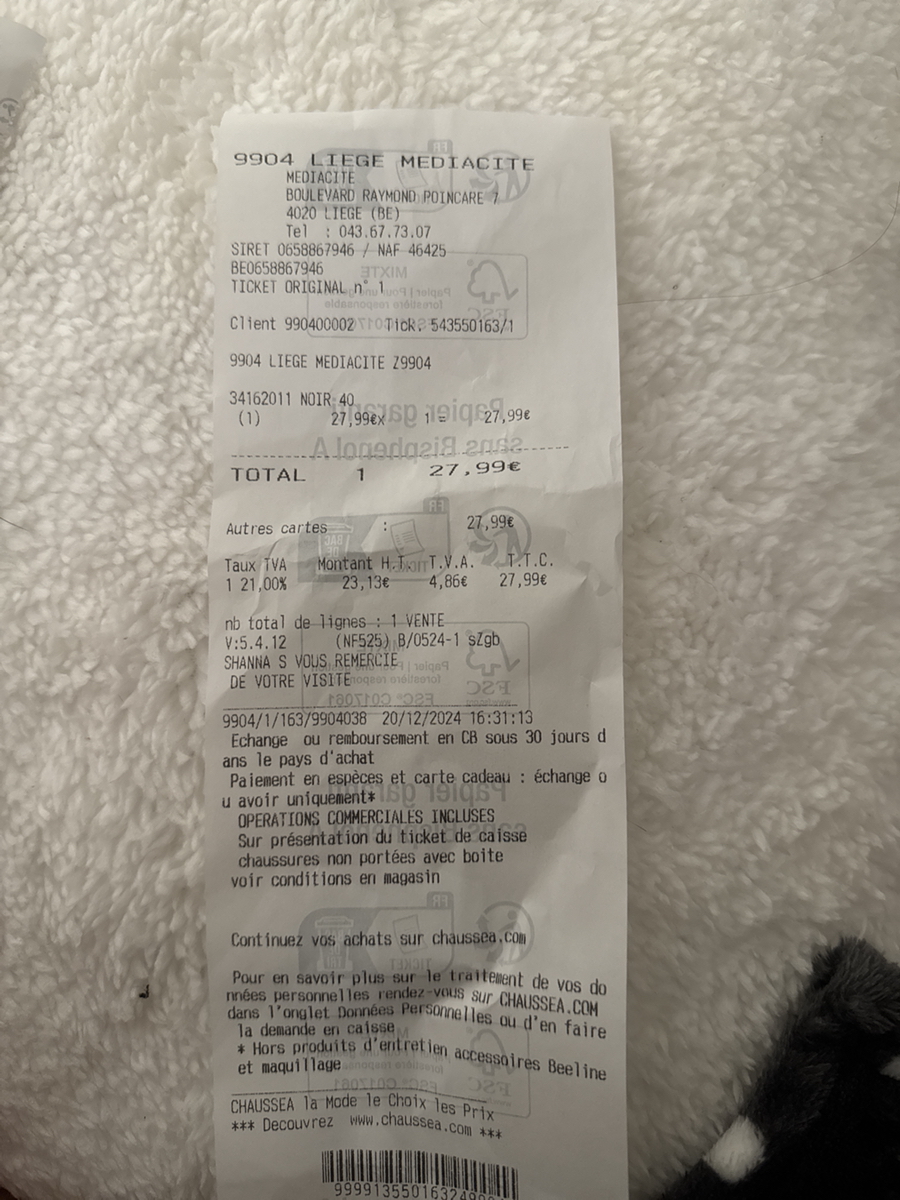 9904 LIEGE MEDIACITE
MEDIACITE
BOULEVARD RAYMOND POINCARE 7
4020 LIEGE (BE)
Tel : 043.67.73.07
SIRET 0658867946 / NAF 46425
BE0658867946
TICKET ORIGINAL n° 1
Client 990400002 Tick. 543550163/1
9904 LIEGE MEDIACITE Z9904
34162011 NOIR 40
(1) 27,99€x 1 = 27,99€
TOTAL 1 27,99€
Autres cartes : 27,99€
Taux TVA Montant H.T. T.V.A. T.T.C.
1 21,00% 23,13€ 4,86€ 27,99€
nb total de lignes : 1 VENTE
V:5.4.12 (NF525) B/0524-1 sZgb
SHANNA S VOUS REMERCIE
DE VOTRE VISITE
9904/1/163/9904038 20/12/2024 16:31:13
Echange ou remboursement en CB sous 30 jours d
ans le pays d'achat
Paiement en espèces et carte cadeau : échange o
u avoir uniquement*
OPERATIONS COMMERCIALES INCLUSES
Sur présentation du ticket de caisse
chaussures non portées avec boite
voir conditions en magasin
Continuez vos achats sur chaussea.com
Pour en savoir plus sur le traitement de vos do
nnées personnelles rendez-vous sur CHAUSSEA.COM
dans l'onglet Données Personnelles ou d'en faire
la demande en caisse
* Hors produits d'entretien accessoires Beeline
et maquillage
CHAUSSEA la Mode le Choix les Prix
*** Decouvrez www.chaussea.com ***